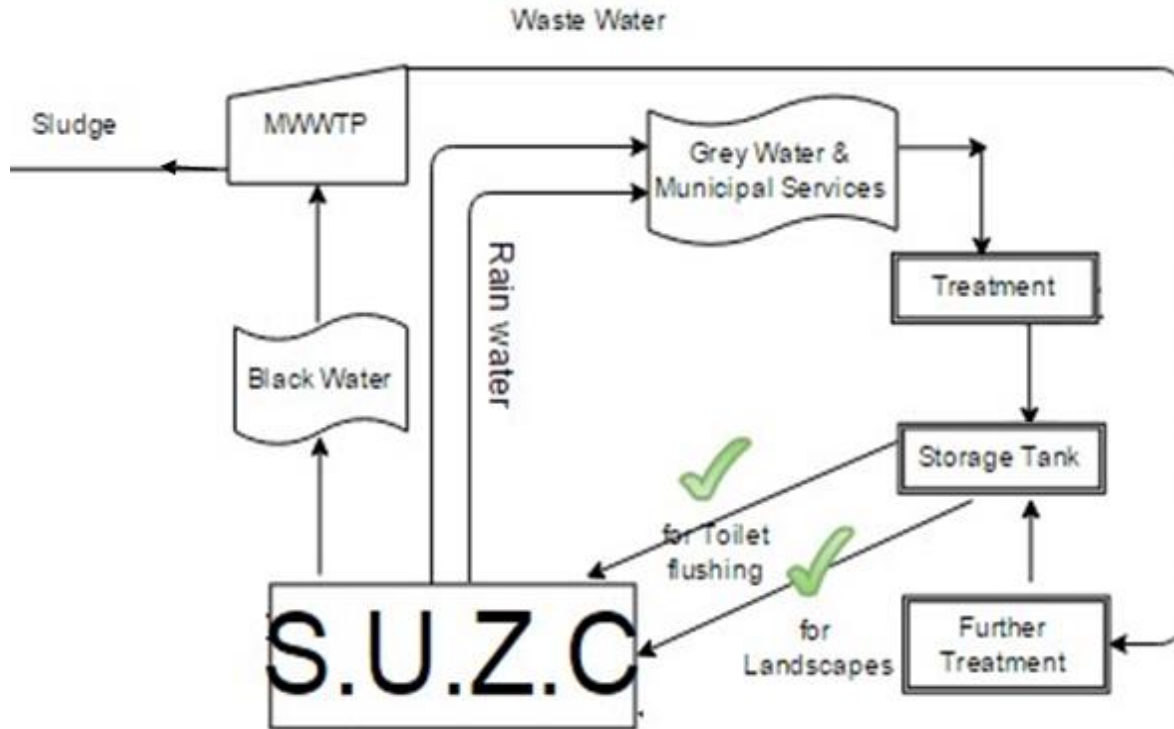 Waste Water
Sludge
MWWTP
Grey Water &
Municipal Services
Rain water
Treatment
Black Water
Storage Tank
for Toilet
flushing
for
Landscapes
Further
Treatment
S.U.Z.C